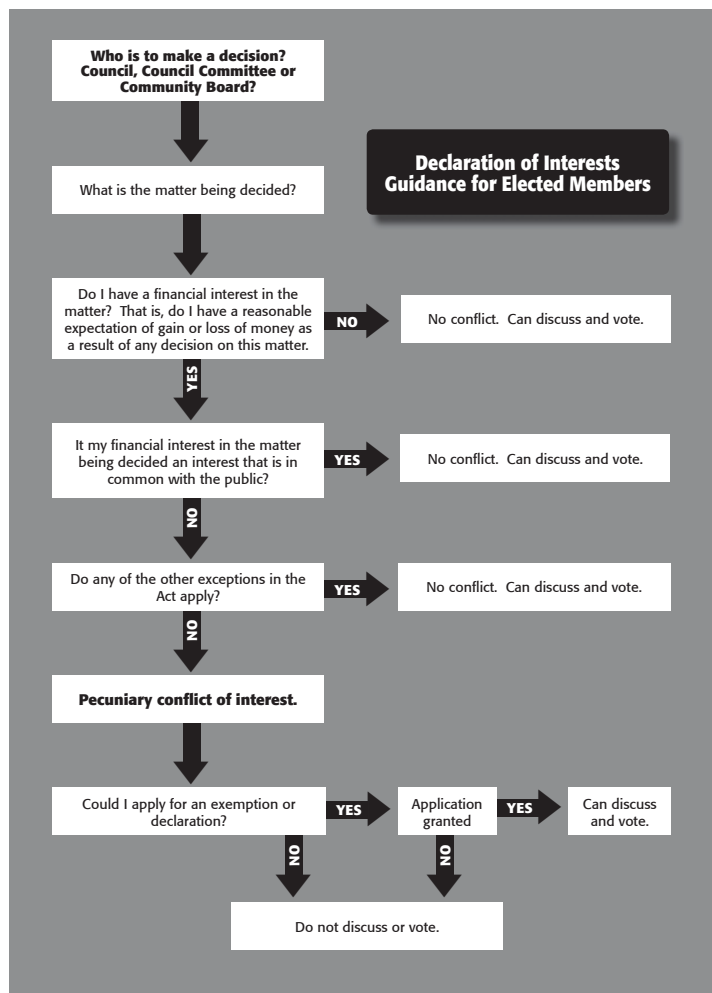 Who is to make a decision?
Council, Council Committee or
Community Board?
Declaration of Interests
Guidance for Elected Members
What is the matter being decided?
Do I have a financial interest in the
matter?  That is, do I have a reasonable
expectation of gain or loss of money as
a result of any decision on this matter.
NO
No conflict.  Can discuss and vote.
YES
It my financial interest in the matter
being decided an interest that is in
common with the public?
YES
No conflict.  Can discuss and vote.
NO
Do any of the other exceptions in the
Act apply?
YES
No conflict.  Can discuss and vote.
NO
Pecuniary conflict of interest.
Could I apply for an exemption or
declaration?
YES
Application
granted
YES
Can discuss
and vote.
NO
NO
Do not discuss or vote.